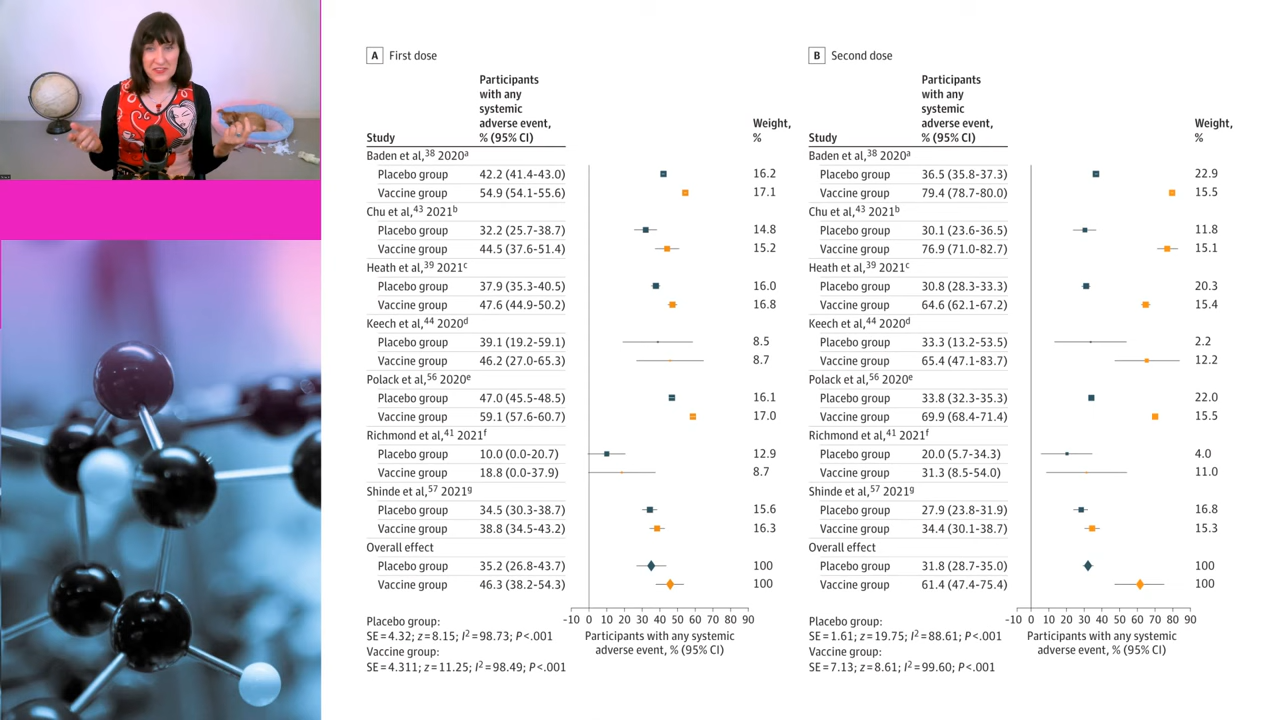 A First dose
Participants
with any
systemic
adverse event,
Study % (95% CI) Weight, %
Baden et al,38 2020a
Placebo group 42.2 (41.4-43.0) 16.2
Vaccine group 54.9 (54.1-55.6) 17.1
Chu et al,43 2021b
Placebo group 32.2 (25.7-38.7) 14.8
Vaccine group 44.5 (37.6-51.4) 15.2
Heath et al,39 2021c
Placebo group 37.9 (35.3-40.5) 16.0
Vaccine group 47.6 (44.9-50.2) 16.8
Keech et al,44 2020d
Placebo group 39.1 (19.2-59.1) 8.5
Vaccine group 46.2 (27.0-65.3) 8.7
Polack et al,56 2020e
Placebo group 47.0 (45.5-48.5) 16.1
Vaccine group 59.1 (57.6-60.7) 17.0
Richmond et al,41 2021f
Placebo group 10.0 (0.0-20.7) 12.9
Vaccine group 18.8 (0.0-37.9) 8.7
Shinde et al,57 2021g
Placebo group 34.5 (30.3-38.7) 15.6
Vaccine group 38.8 (34.5-43.2) 16.3
Overall effect
Placebo group 35.2 (26.8-43.7) 100
Vaccine group 46.3 (38.2-54.3) 100
-10 0 10 20 30 40 50 60 70 80 90
Participants with any systemic
adverse event, % (95% CI)
Placebo group:
SE=4.32; z=8.15; I2=98.73; P<.001
Vaccine group:
SE=4.311; z=11.25; I2=98.49; P<.001
B Second dose
Participants
with any
systemic
adverse event,
Study % (95% CI) Weight, %
Baden et al,38 2020a
Placebo group 36.5 (35.8-37.3) 22.9
Vaccine group 79.4 (78.7-80.0) 15.5
Chu et al,43 2021b
Placebo group 30.1 (23.6-36.5) 11.8
Vaccine group 76.9 (71.0-82.7) 15.1
Heath et al,39 2021c
Placebo group 30.8 (28.3-33.3) 20.3
Vaccine group 64.6 (62.1-67.2) 15.4
Keech et al,44 2020d
Placebo group 33.3 (13.2-53.5) 2.2
Vaccine group 65.4 (47.1-83.7) 12.2
Polack et al,56 2020e
Placebo group 33.8 (32.3-35.3) 22.0
Vaccine group 69.9 (68.4-71.4) 15.5
Richmond et al,41 2021f
Placebo group 20.0 (5.7-34.3) 4.0
Vaccine group 31.3 (8.5-54.0) 11.0
Shinde et al,57 2021g
Placebo group 27.9 (23.8-31.9) 16.8
Vaccine group 34.4 (30.1-38.7) 15.3
Overall effect
Placebo group 31.8 (28.7-35.0) 100
Vaccine group 61.4 (47.4-75.4) 100
-10 0 10 20 30 40 50 60 70 80 90
Participants with any systemic
adverse event, % (95% CI)
Placebo group:
SE=1.61; z=19.75; I2=88.61; P<.001
Vaccine group:
SE=7.13; z=8.61; I2=99.60; P<.001